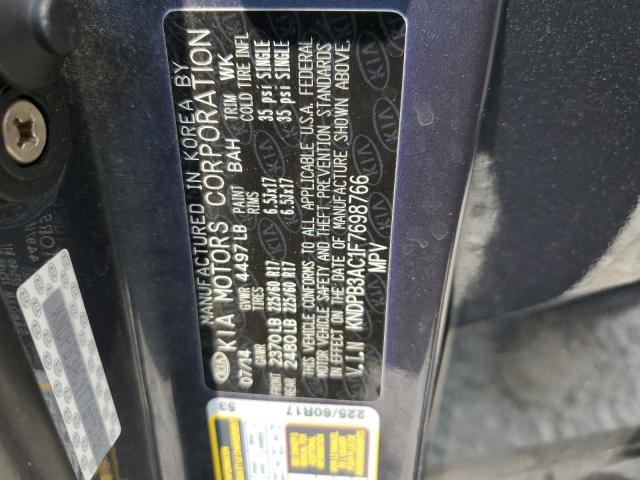 MANUFACTURED IN KOREA BY
KIA KIA MOTORS CORPORATION
07/14 GVWR 4497LB PAINT BAH TRIM WK
GAWR TIRES RIMS COLD TIRE INFL
FRONT 2370LB 225/60 R17 6.5Jx17 35 psi SINGLE
REAR 2480LB 225/60 R17 6.5Jx17 35 psi SINGLE
THIS VEHICLE CONFORMS TO ALL APPLICABLE U.S.A. FEDERAL
MOTOR VEHICLE SAFETY AND THEFT PREVENTION STANDARDS
IN EFFECT ON THE DATE OF MANUFACTURE SHOWN ABOVE.
V.I.N KNDPB3AC1F7698766
MPV
225/60R17
53